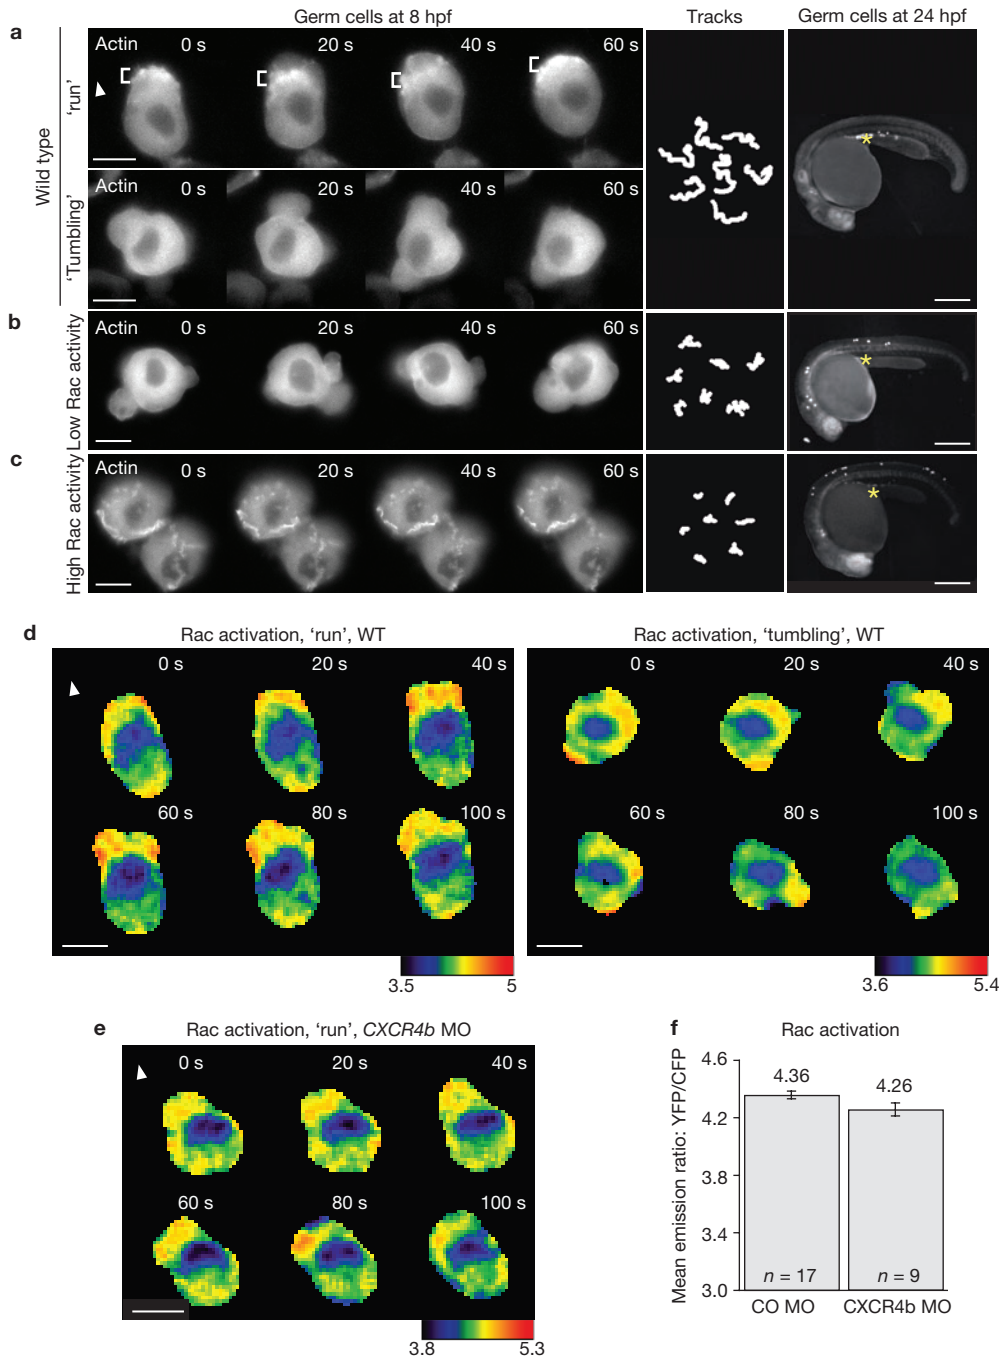 Germ cells at 8 hpf
Tracks
Germ cells at 24 hpf
a
Wild type
'run'
Actin
0 s
20 s
40 s
60 s
'Tumbling'
Actin
0 s
20 s
40 s
60 s
*
b
Low Rac activity
Actin
0 s
20 s
40 s
60 s
*
c
High Rac activity
Actin
0 s
20 s
40 s
60 s
*
d
Rac activation, 'run', WT
0 s
20 s
40 s
60 s
80 s
100 s
3.5
5
Rac activation, 'tumbling', WT
0 s
20 s
40 s
60 s
80 s
100 s
3.6
5.4
e
Rac activation, 'run', CXCR4b MO
0 s
20 s
40 s
60 s
80 s
100 s
3.8
5.3
f
Rac activation
Mean emission ratio: YFP/CFP
4.6
4.2
3.8
3.4
3.0
4.36
4.26
n = 17
n = 9
CO MO
CXCR4b MO